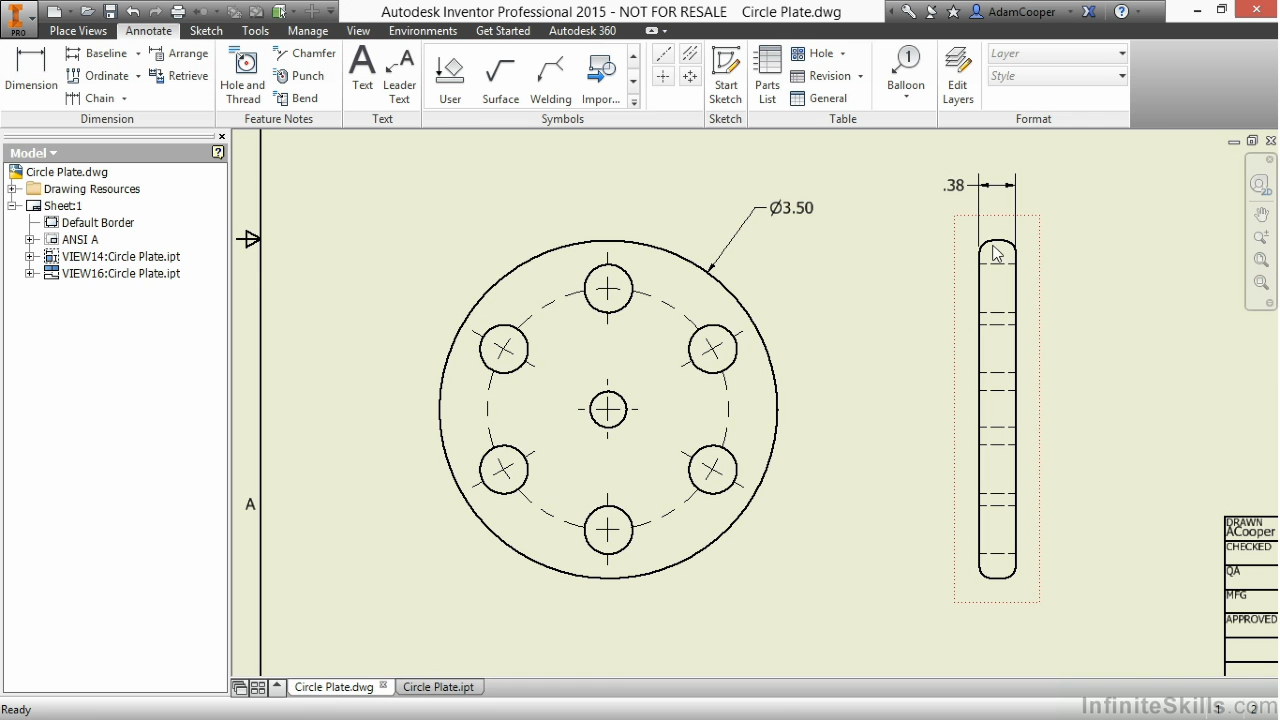 Autodesk Inventor Professional 2015 - NOT FOR RESALE Circle Plate.dwg
AdamCooper
PRO
Place Views Annotate Sketch Tools Manage View Environments Get Started Autodesk 360
Dimension
Baseline
Ordinate
Chain
Arrange
Retrieve
Dimension
Hole and Thread
Chamfer
Punch
Bend
Feature Notes
Text
Leader Text
Text
User
Surface
Welding
Impor...
Symbols
Start Sketch
Sketch
Parts List
Hole
Revision
General
Table
Balloon
Edit Layers
Layer
Style
Format
Model
Circle Plate.dwg
Drawing Resources
Sheet:1
Default Border
ANSI A
VIEW14:Circle Plate.ipt
VIEW16:Circle Plate.ipt
Ø3.50
.38
2D
A
DRAWN
ACooper
CHECKED
QA
MFG
APPROVED
Circle Plate.dwg
Circle Plate.ipt
Ready
1 2
InfiniteSkills.com